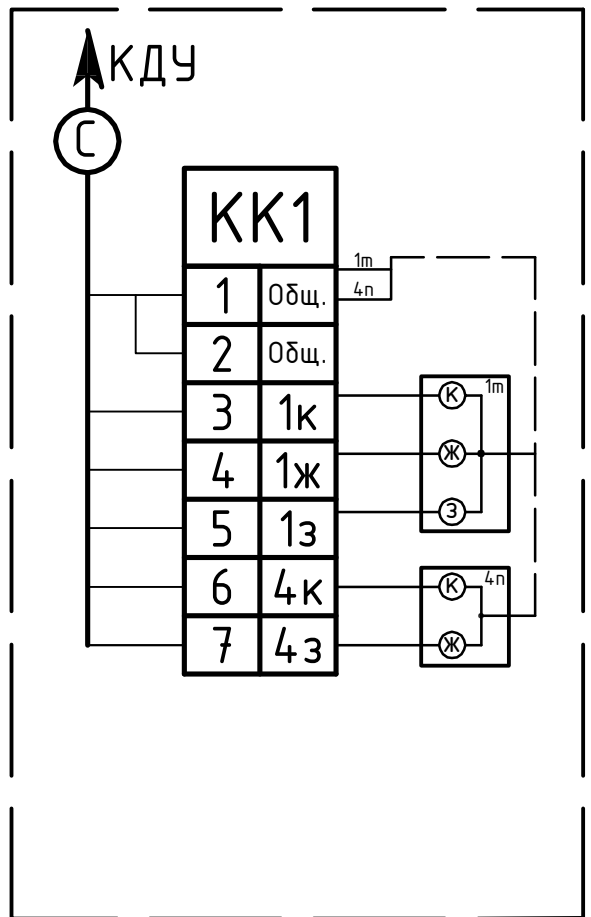 КДУ
С
КК1
1 Общ.
1т
4п
2 Общ.
3 1к
4 1ж
5 1з
6 4к
7 4з
К 1т
Ж
З
К 4п
Ж